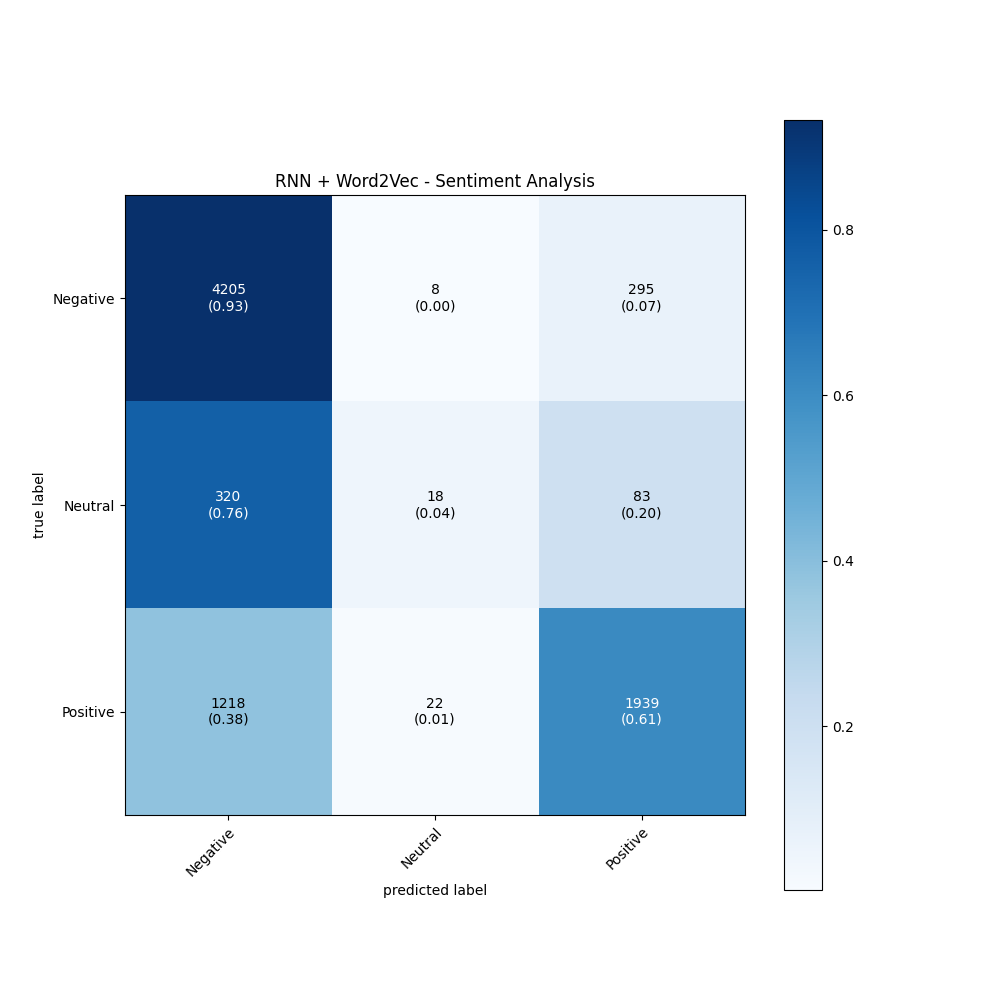 RNN + Word2Vec - Sentiment Analysis
Negative
4205
(0.93)
8
(0.00)
295
(0.07)
Neutral
320
(0.76)
18
(0.04)
83
(0.20)
Positive
1218
(0.38)
22
(0.01)
1939
(0.61)
true label
Negative
Neutral
Positive
predicted label
0.8
0.6
0.4
0.2